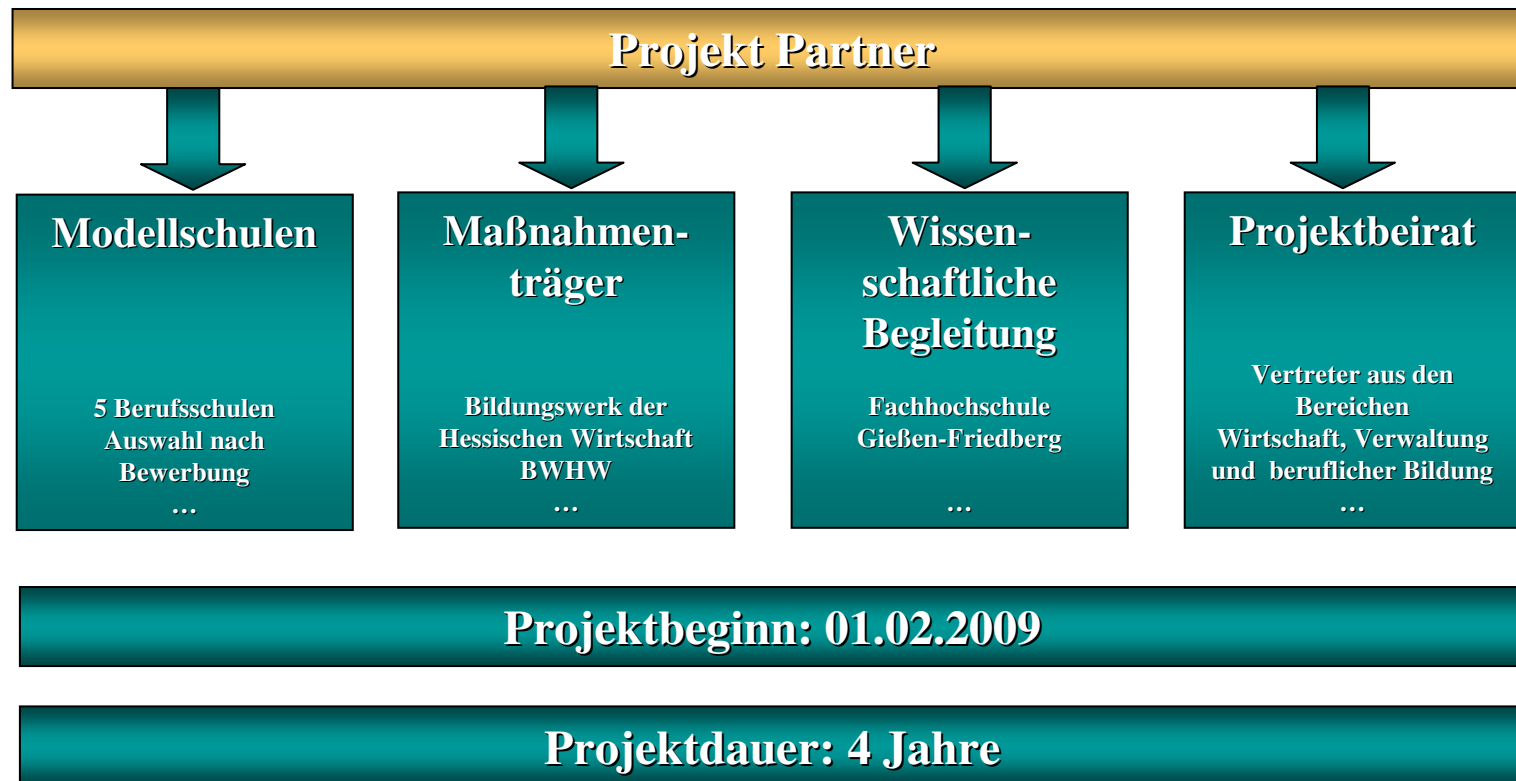 Projekt Partner
Modellschulen
5 Berufsschulen
Auswahl nach
Bewerbung
…
Maßnahmen-
träger
Bildungswerk der
Hessischen Wirtschaft
BWHW
…
Wissen-
schaftliche
Begleitung
Fachhochschule
Gießen-Friedberg
…
Projektbeirat
Vertreter aus den
Bereichen
Wirtschaft, Verwaltung
und beruflicher Bildung
…
Projektbeginn: 01.02.2009
Projektdauer: 4 Jahre